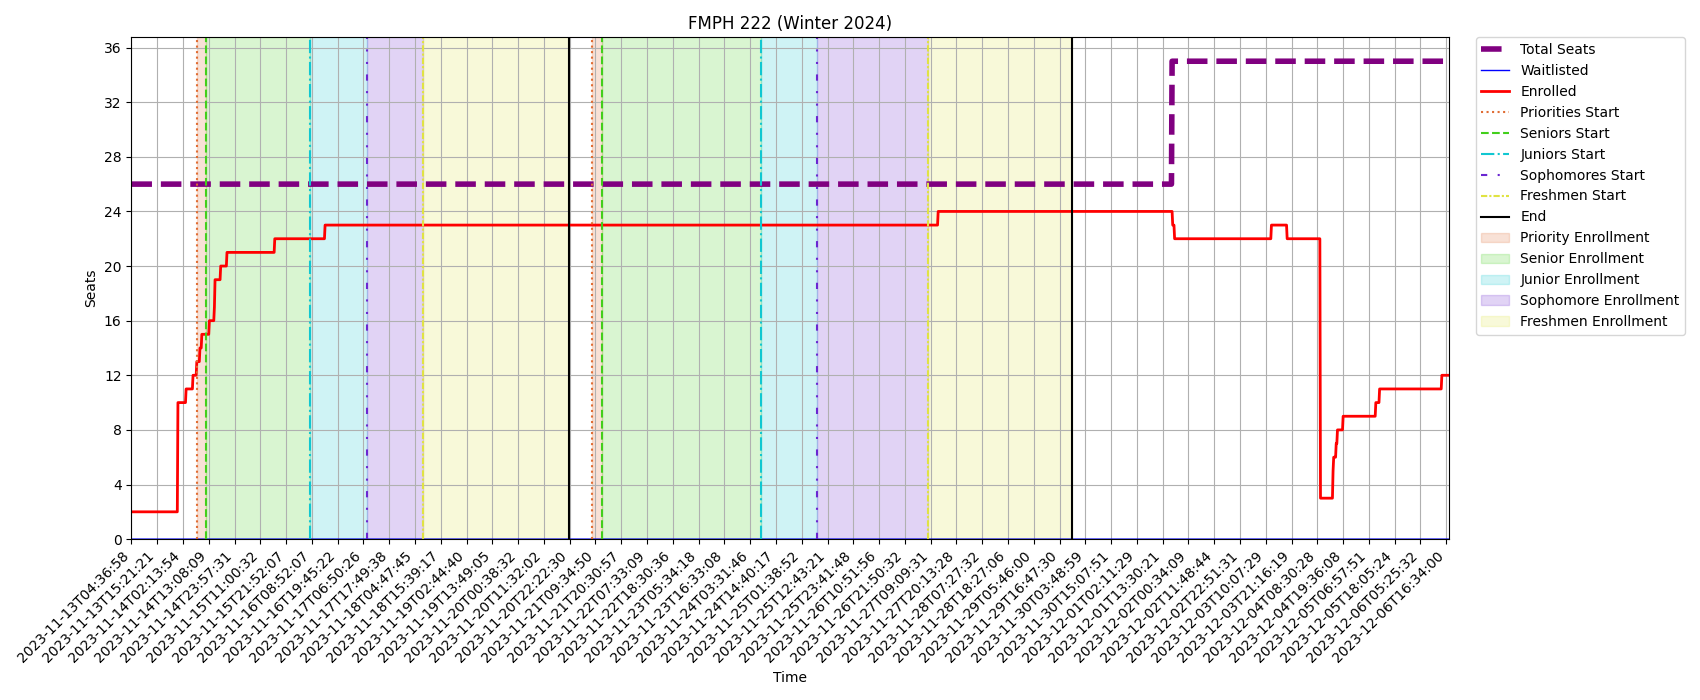 FMPH 222 (Winter 2024)
36
32
28
24
20
16
12
8
4
0
Seats
2023-11-13T04:36:58
2023-11-13T15:21:21
2023-11-14T02:13:54
2023-11-14T13:08:09
2023-11-14T23:57:31
2023-11-15T11:00:32
2023-11-15T21:52:07
2023-11-16T08:52:07
2023-11-16T19:45:22
2023-11-17T06:50:26
2023-11-17T17:49:38
2023-11-18T04:47:45
2023-11-18T15:39:17
2023-11-19T02:44:40
2023-11-19T13:49:05
2023-11-20T00:38:32
2023-11-20T11:32:02
2023-11-20T22:22:30
2023-11-21T09:34:50
2023-11-21T20:30:57
2023-11-22T07:33:09
2023-11-22T18:30:36
2023-11-23T05:34:18
2023-11-23T16:33:08
2023-11-24T03:31:46
2023-11-24T14:40:17
2023-11-25T01:38:52
2023-11-25T12:43:21
2023-11-25T23:41:48
2023-11-26T10:51:56
2023-11-26T21:50:32
2023-11-27T09:09:31
2023-11-27T20:13:28
2023-11-28T07:27:32
2023-11-28T18:27:06
2023-11-29T05:46:00
2023-11-29T16:47:30
2023-11-30T03:48:59
2023-11-30T15:07:51
2023-12-01T02:11:29
2023-12-01T13:30:21
2023-12-02T00:34:09
2023-12-02T11:48:44
2023-12-02T22:51:31
2023-12-03T10:07:29
2023-12-03T21:16:19
2023-12-04T08:30:28
2023-12-04T19:36:08
2023-12-05T06:57:51
2023-12-05T18:05:24
2023-12-06T05:25:32
2023-12-06T16:34:00
Time
Total Seats
Waitlisted
Enrolled
Priorities Start
Seniors Start
Juniors Start
Sophomores Start
Freshmen Start
End
Priority Enrollment
Senior Enrollment
Junior Enrollment
Sophomore Enrollment
Freshmen Enrollment